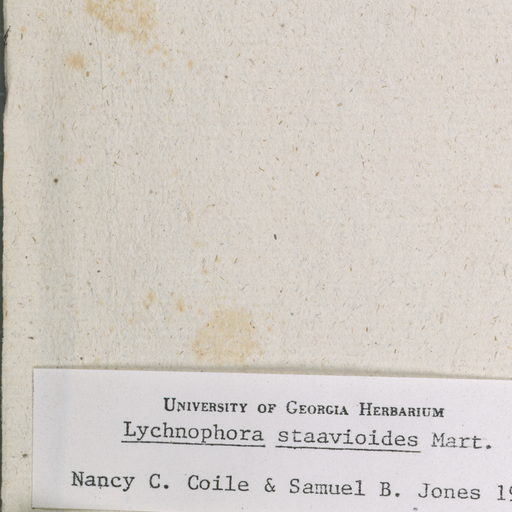 University of Georgia Herbarium
Lychnophora staavioides Mart.
Nancy C. Coile & Samuel B. Jones